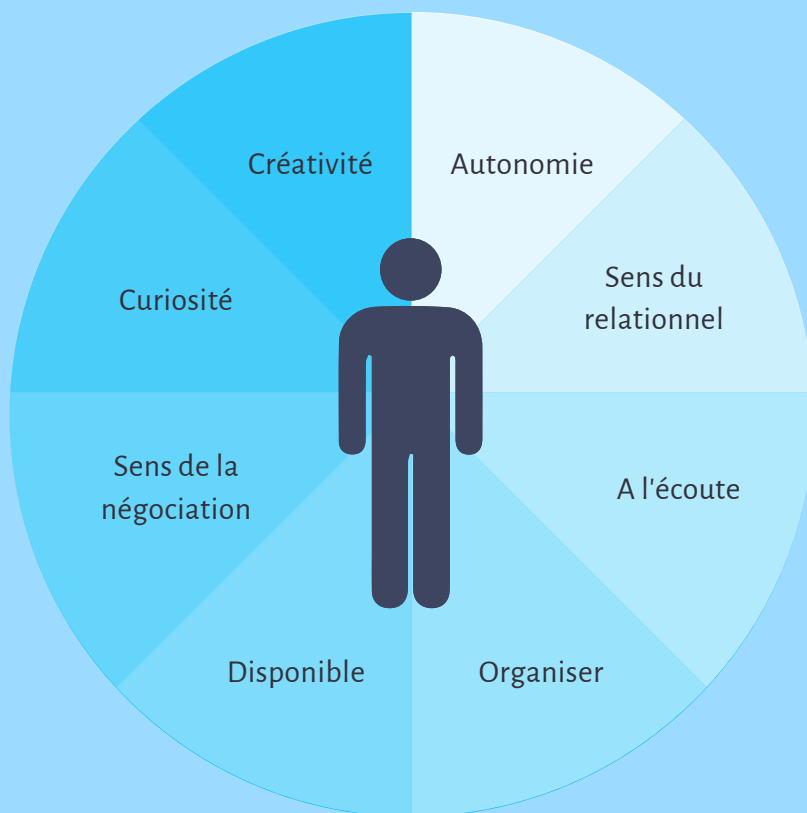 Créativité
Autonomie
Curiosité
Sens du
relationnel
Sens de la
négociation
A l'écoute
Disponible
Organiser